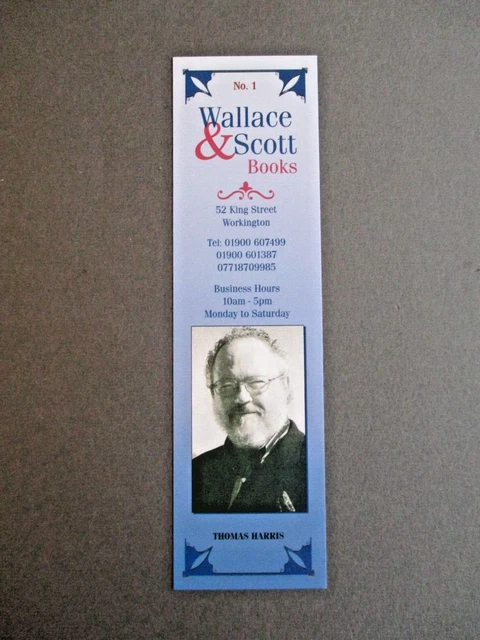 No. 1
Wallace
& Scott
Books
52 King Street
Workington
Tel: 01900 607499
01900 601387
07718709985
Business Hours
10am - 5pm
Monday to Saturday
THOMAS HARRIS